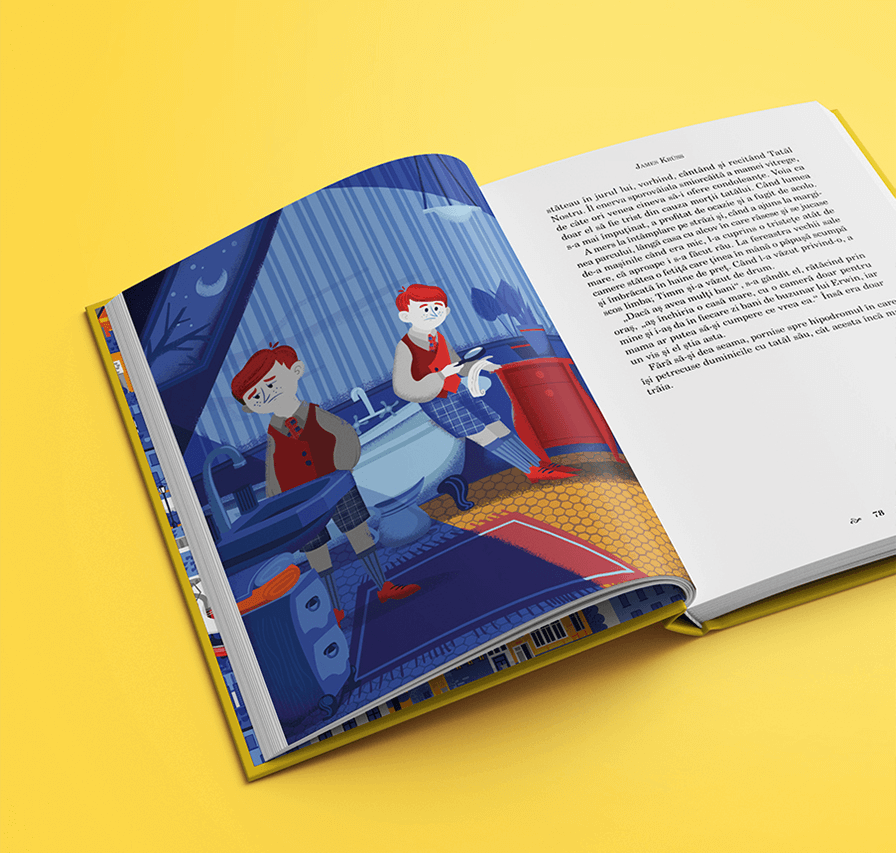 JAMES KRÜSS
stăteau în jurul lui, vorbind, cântând și recitând Tatăl
Nostru. Îl enerva sporovăiala smiorcăită a mamei vitrege,
de câte ori venea cineva să-i ofere condoleanțe. Voia ca
doar el să fie trist din cauza morții tatălui. Când lumea
s-a mai împuținat, a profitat de ocazie și a fugit de acolo.
A mers la întâmplare pe străzi și, când a ajuns la margi-
nea parcului, lângă casa cu alcov în care râsese și se jucase
de-a mașinile când era mic, l-a cuprins o tristețe atât de
mare, că aproape i s-a făcut rău. La fereastra vechii sale
camere stătea o fetiță care ținea în mână o păpușă scumpă
și îmbrăcată în haine de preț. Când l-a văzut privind-o, a
scos limba; Timm și-a văzut de drum.
„Dacă aș avea mulți bani“, s-a gândit el, rătăcind prin
oraș, „aș închiria o casă mare, cu o cameră doar pentru
mine și i-aș da în fiecare zi bani de buzunar lui Erwin, iar
mama ar putea să-și cumpere ce vrea ea.“ Însă era doar
un vis și el știa asta.
Fără să-și dea seama, pornise spre hipodromul în care
își petrecuse duminicile cu tatăl său, cât acesta încă
trăia.
78